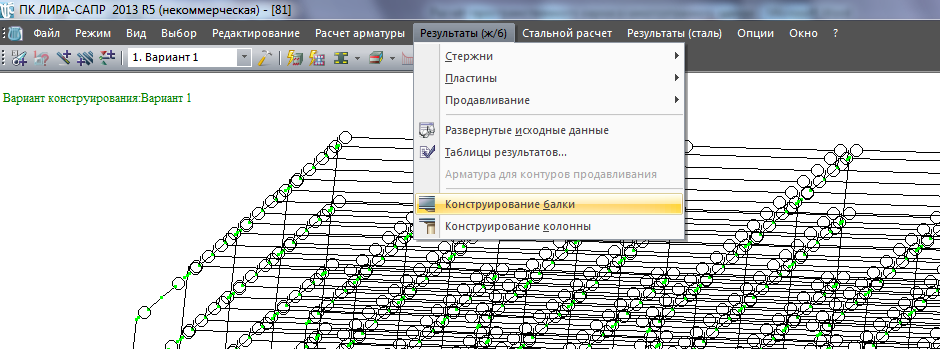 ПК ЛИРА-САПР 2013 R5 (некоммерческая) - [81]
Файл Режим Вид Выбор Редактирование Расчет арматуры Результаты (ж/б) Стальной расчет Результаты (сталь) Опции Окно ?
1. Вариант 1
Стержни
Пластины
Вариант конструирования:Вариант 1
Продавливание
Развернутые исходные данные
Таблицы результатов...
Арматура для контуров продавливания
Конструирование балки
Конструирование колонны